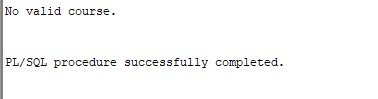 No valid course.
PL/SQL procedure successfully completed.